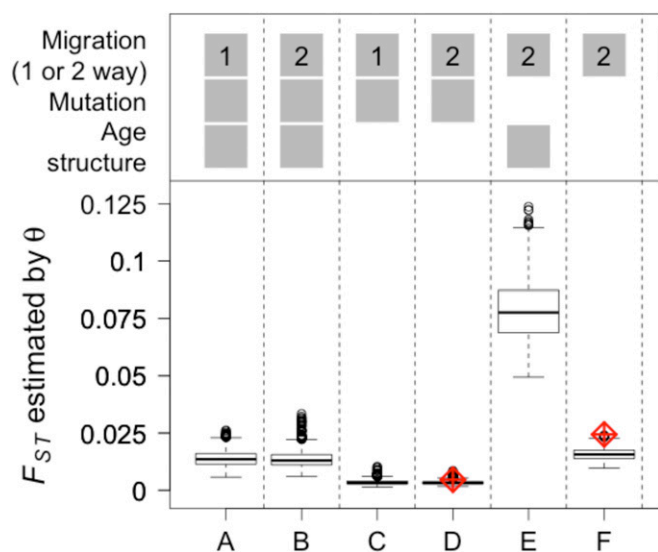 Migration
(1 or 2 way)
1 2 1 2 2 2
Mutation
Age
structure
F_ST estimated by θ
0.125
0.1
0.075
0.05
0.025
0
A B C D E F